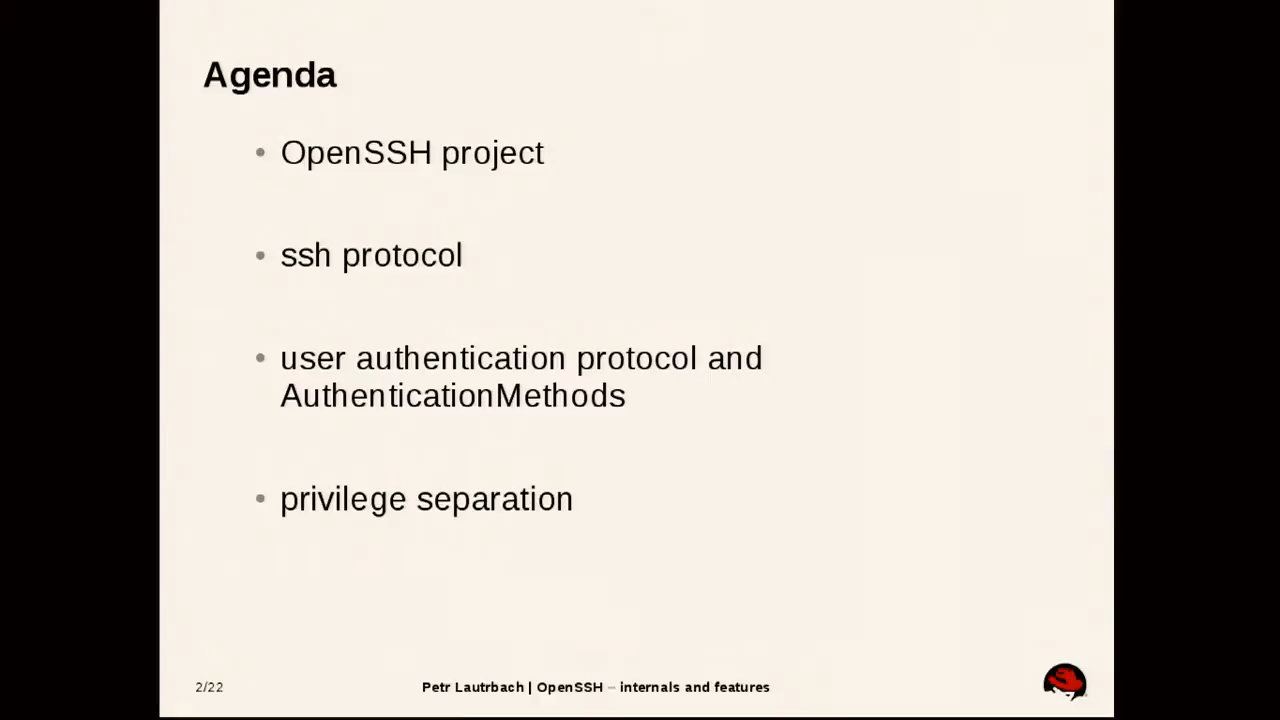 Agenda
• OpenSSH project
• ssh protocol
• user authentication protocol and
AuthenticationMethods
• privilege separation
2/22
Petr Lautrbach | OpenSSH – internals and features